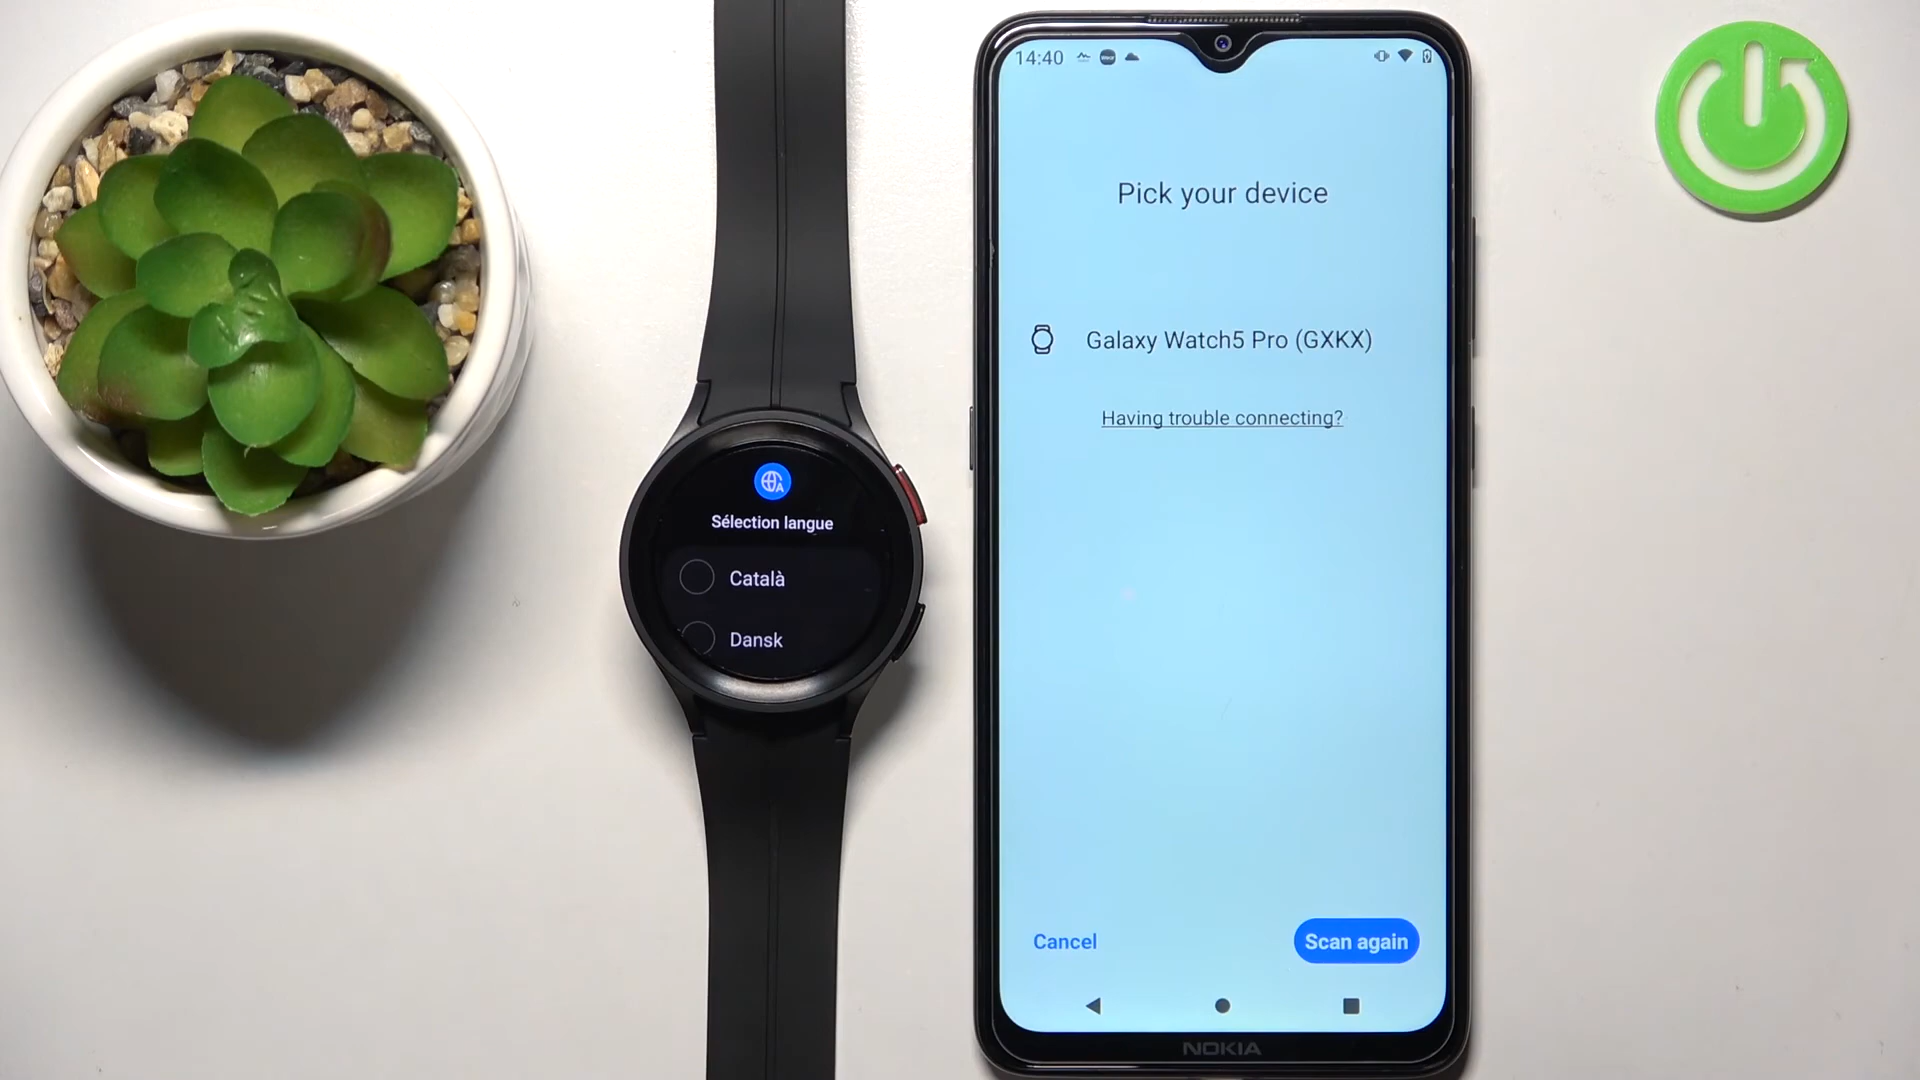 Sélection langue
Català
Dansk
14:40
Pick your device
Galaxy Watch5 Pro (GXKX)
Having trouble connecting?
Cancel
Scan again
NOKIA